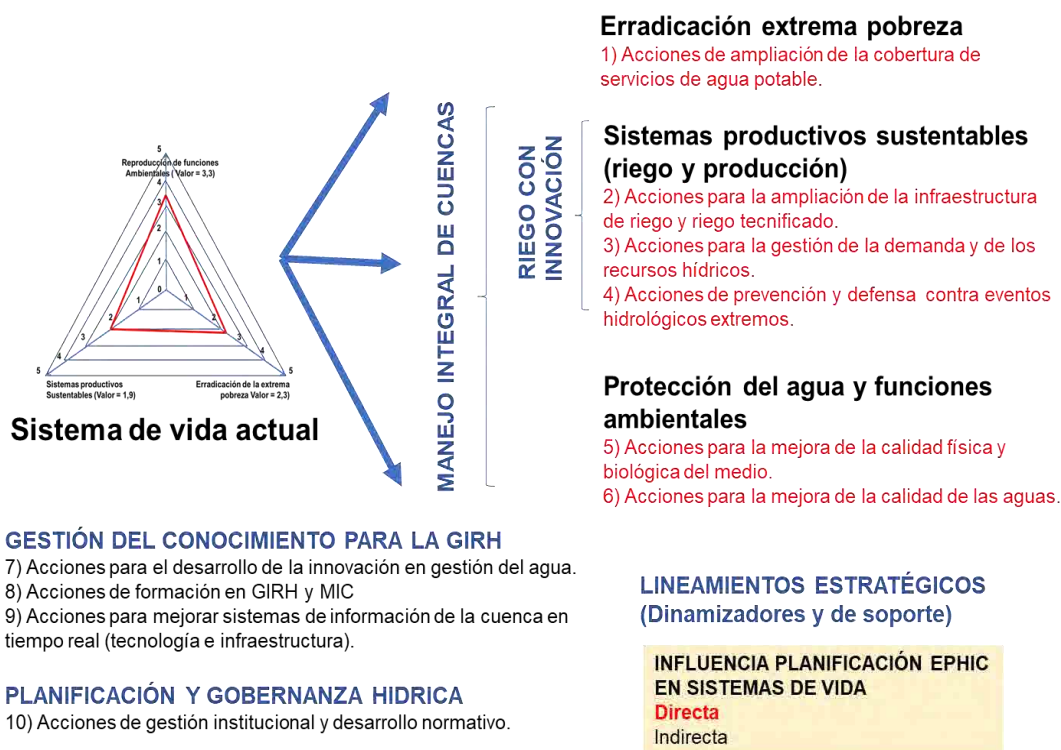 Erradicación extrema pobreza
1) Acciones de ampliación de la cobertura de
servicios de agua potable.
5
Reproducción de funciones
Ambientales ( Valor = 3,3)
4
3
2
1
0
1
2
3
4
5
1
2
3
4
5
Sistemas productivos
Sustentables (Valor = 1,9)
Erradicación de la extrema
pobreza Valor = 2,3)
Sistema de vida actual
MANEJO INTEGRAL DE CUENCAS
RIEGO CON
INNOVACIÓN
Sistemas productivos sustentables
(riego y producción)
2) Acciones para la ampliación de la infraestructura
de riego y riego tecnificado.
3) Acciones para la gestión de la demanda y de los
recursos hídricos.
4) Acciones de prevención y defensa contra eventos
hidrológicos extremos.
Protección del agua y funciones
ambientales
5) Acciones para la mejora de la calidad física y
biológica del medio.
6) Acciones para la mejora de la calidad de las aguas.
GESTIÓN DEL CONOCIMIENTO PARA LA GIRH
7) Acciones para el desarrollo de la innovación en gestión del agua.
8) Acciones de formación en GIRH y MIC
9) Acciones para mejorar sistemas de información de la cuenca en
tiempo real (tecnología e infraestructura).
PLANIFICACIÓN Y GOBERNANZA HIDRICA
10) Acciones de gestión institucional y desarrollo normativo.
LINEAMIENTOS ESTRATÉGICOS
(Dinamizadores y de soporte)
INFLUENCIA PLANIFICACIÓN EPHIC
EN SISTEMAS DE VIDA
Directa
Indirecta